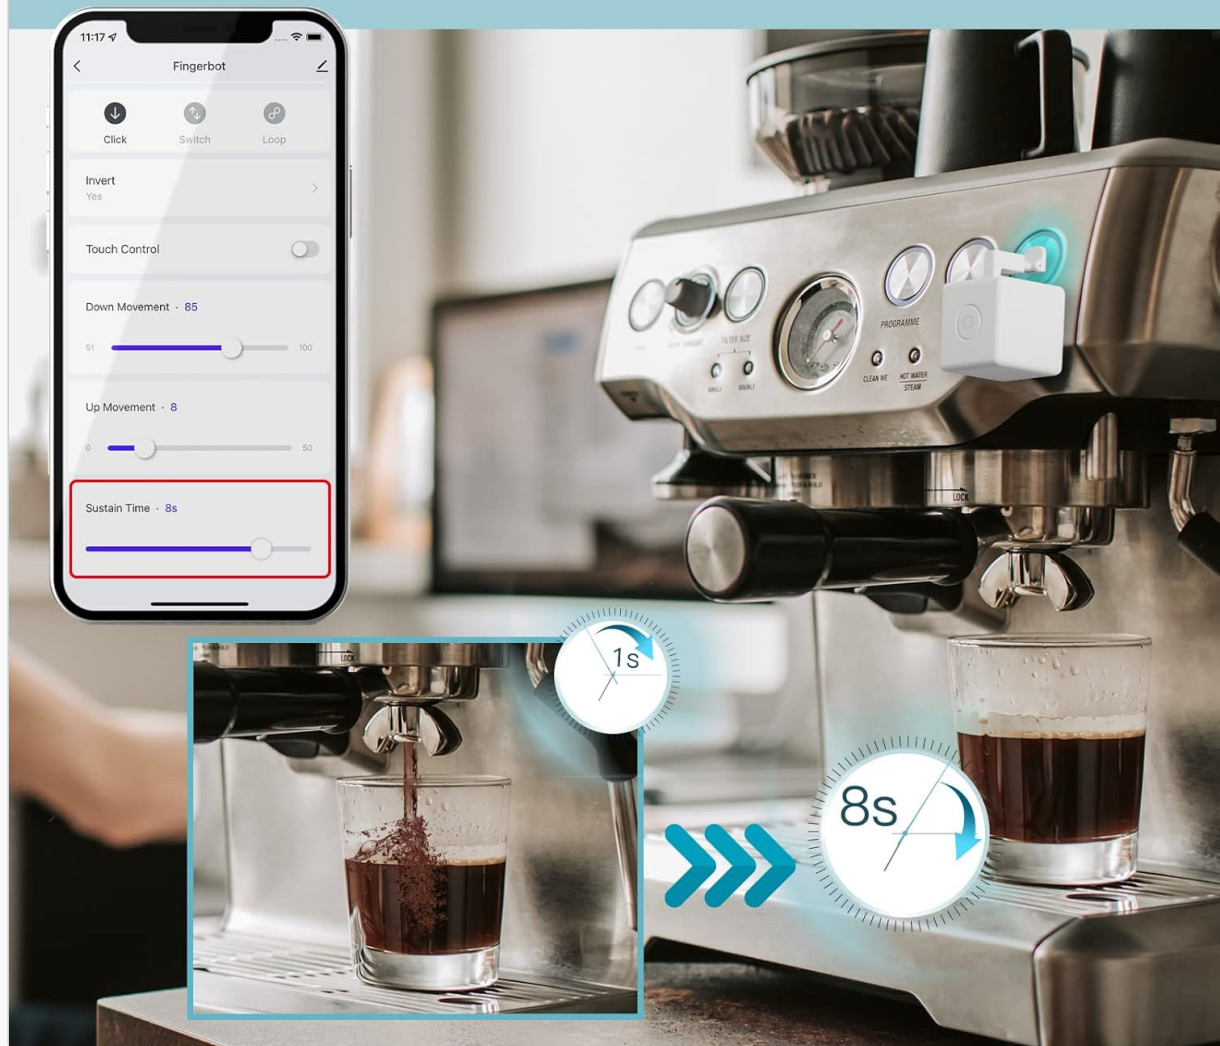 11:17
Fingerbot
Click
Switch
Loop
Invert
Yes
Touch Control
Down Movement · 85
51
100
Up Movement · 8
0
50
Sustain Time · 8s
FILTER SIZE
SINGLE
DOUBLE
PROGRAMME
CLEAN ME
HOT WATER
STEAM
LOCK
LOCK
1s
8s